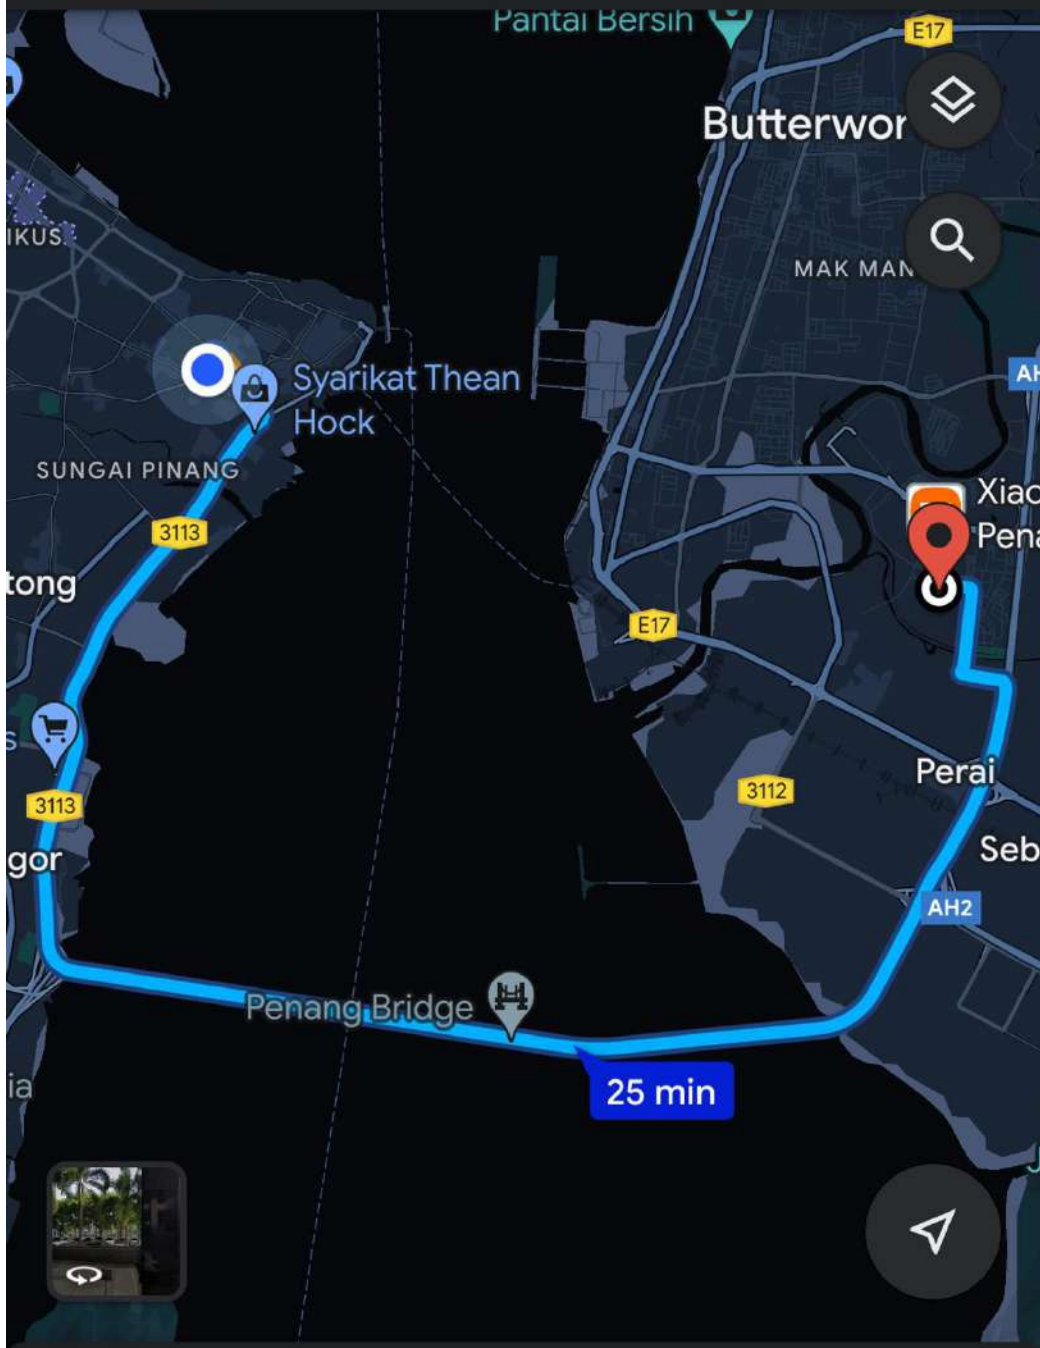 Pantai Bersih
E17
Butterwor
IKUS
MAK MAN
AH
Syarikat Thean
Hock
SUNGAI PINANG
Xiao
Pena
3113
tong
E17
s
Perai
3112
3113
gor
Seb
AH2
Penang Bridge
ia
25 min
J